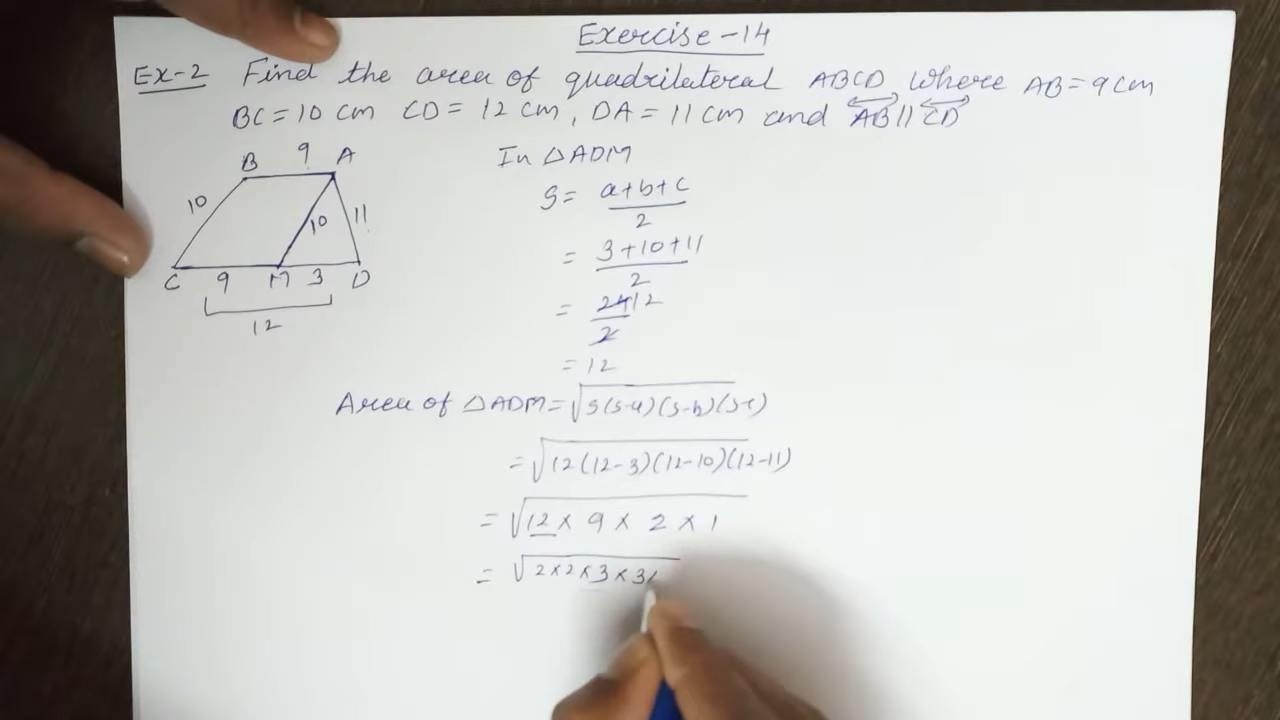 Exercise-14
Ex-2 Find the area of quadrilateral ABCD where AB=9cm
BC=10 cm CD=12 cm, DA=11 cm and AB||CD
B 9 A
10
10
11
C 9 M 3 D
12
In △ADM
S= a+b+c
2
= 3+10+11
2
= 24 12
2
=12
Area of △ADM=√s(s-a)(s-b)(s-c)
=√12(12-3)(12-10)(12-11)
=√12× 9 × 2 × 1
= √2×2×3×3